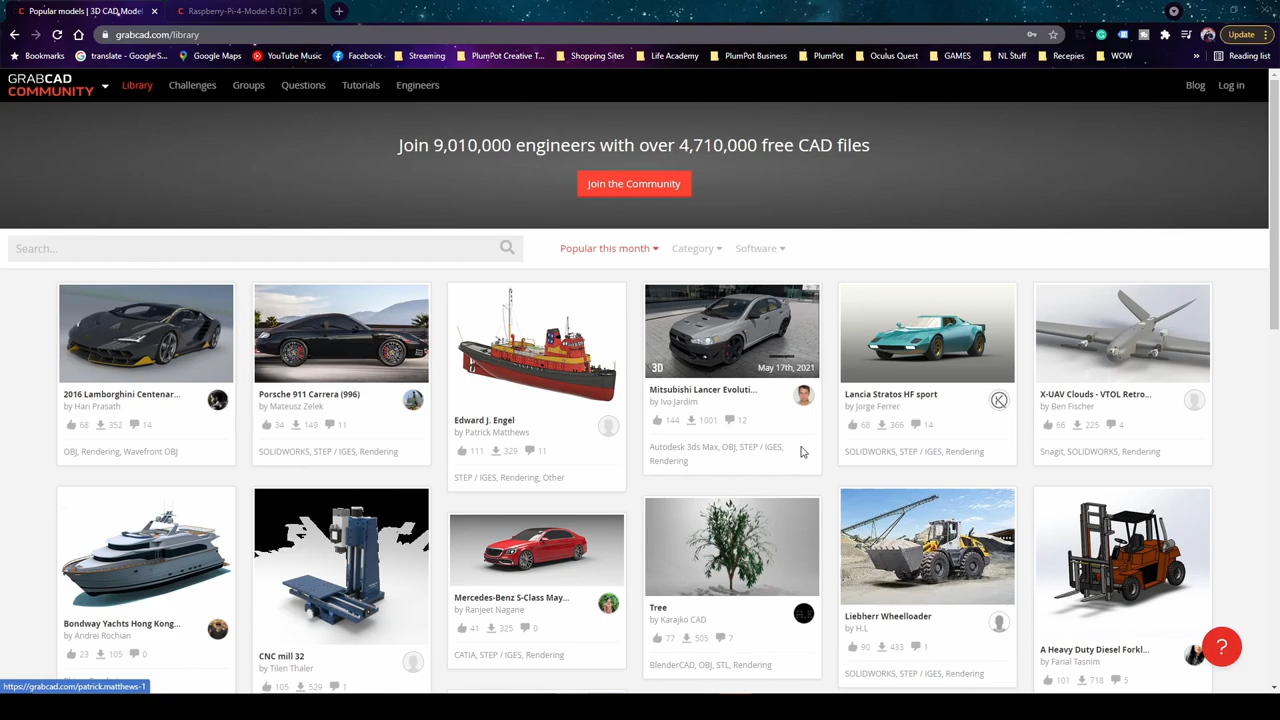 Popular models | 3D CAD Model
Raspberry-Pi-4-Model-B-03 | 3D
grabcad.com/library
Update
Bookmarks
translate - Google S...
Google Maps
YouTube Music
Facebook
Streaming
PlumPot Creative T...
Shopping Sites
Life Academy
PlumPot Business
PlumPot
Oculus Quest
GAMES
NL Stuff
Recepies
WOW
Reading list
GRABCAD
COMMUNITY
Library
Challenges
Groups
Questions
Tutorials
Engineers
Blog
Log in
Join 9,010,000 engineers with over 4,710,000 free CAD files
Join the Community
Search...
Popular this month
Category
Software
2016 Lamborghini Centenar...
by Hari Prasath
68 352 14
OBJ, Rendering, Wavefront OBJ
Porsche 911 Carrera (996)
by Mateusz Zelek
34 149 11
SOLIDWORKS, STEP / IGES, Rendering
Edward J. Engel
by Patrick Matthews
111 329 11
STEP / IGES, Rendering, Other
3D
May 17th, 2021
Mitsubishi Lancer Evoluti...
by Ivo Jardim
144 1001 12
Autodesk 3ds Max, OBJ, STEP / IGES,
Rendering
Lancia Stratos HF sport
by Jorge Ferrer
68 366 14
SOLIDWORKS, STEP / IGES, Rendering
X-UAV Clouds - VTOL Retro...
by Ben Fischer
66 225 4
Snagit, SOLIDWORKS, Rendering
Bondway Yachts Hong Kong...
by Andrei Rochian
23 105 0
CNC mill 32
by Tilen Thaler
105 529 1
Mercedes-Benz S-Class May...
by Ranjeet Nagane
41 325 0
CATIA, STEP / IGES, Rendering
Tree
by Karajko CAD
77 505 7
BlenderCAD, OBJ, STL, Rendering
Liebherr Wheelloader
by H.L
90 433 1
SOLIDWORKS, STEP / IGES, Rendering
A Heavy Duty Diesel Forkl...
by Farial Tasnim
101 718 5
?
https://grabcad.com/patrick.matthews-1